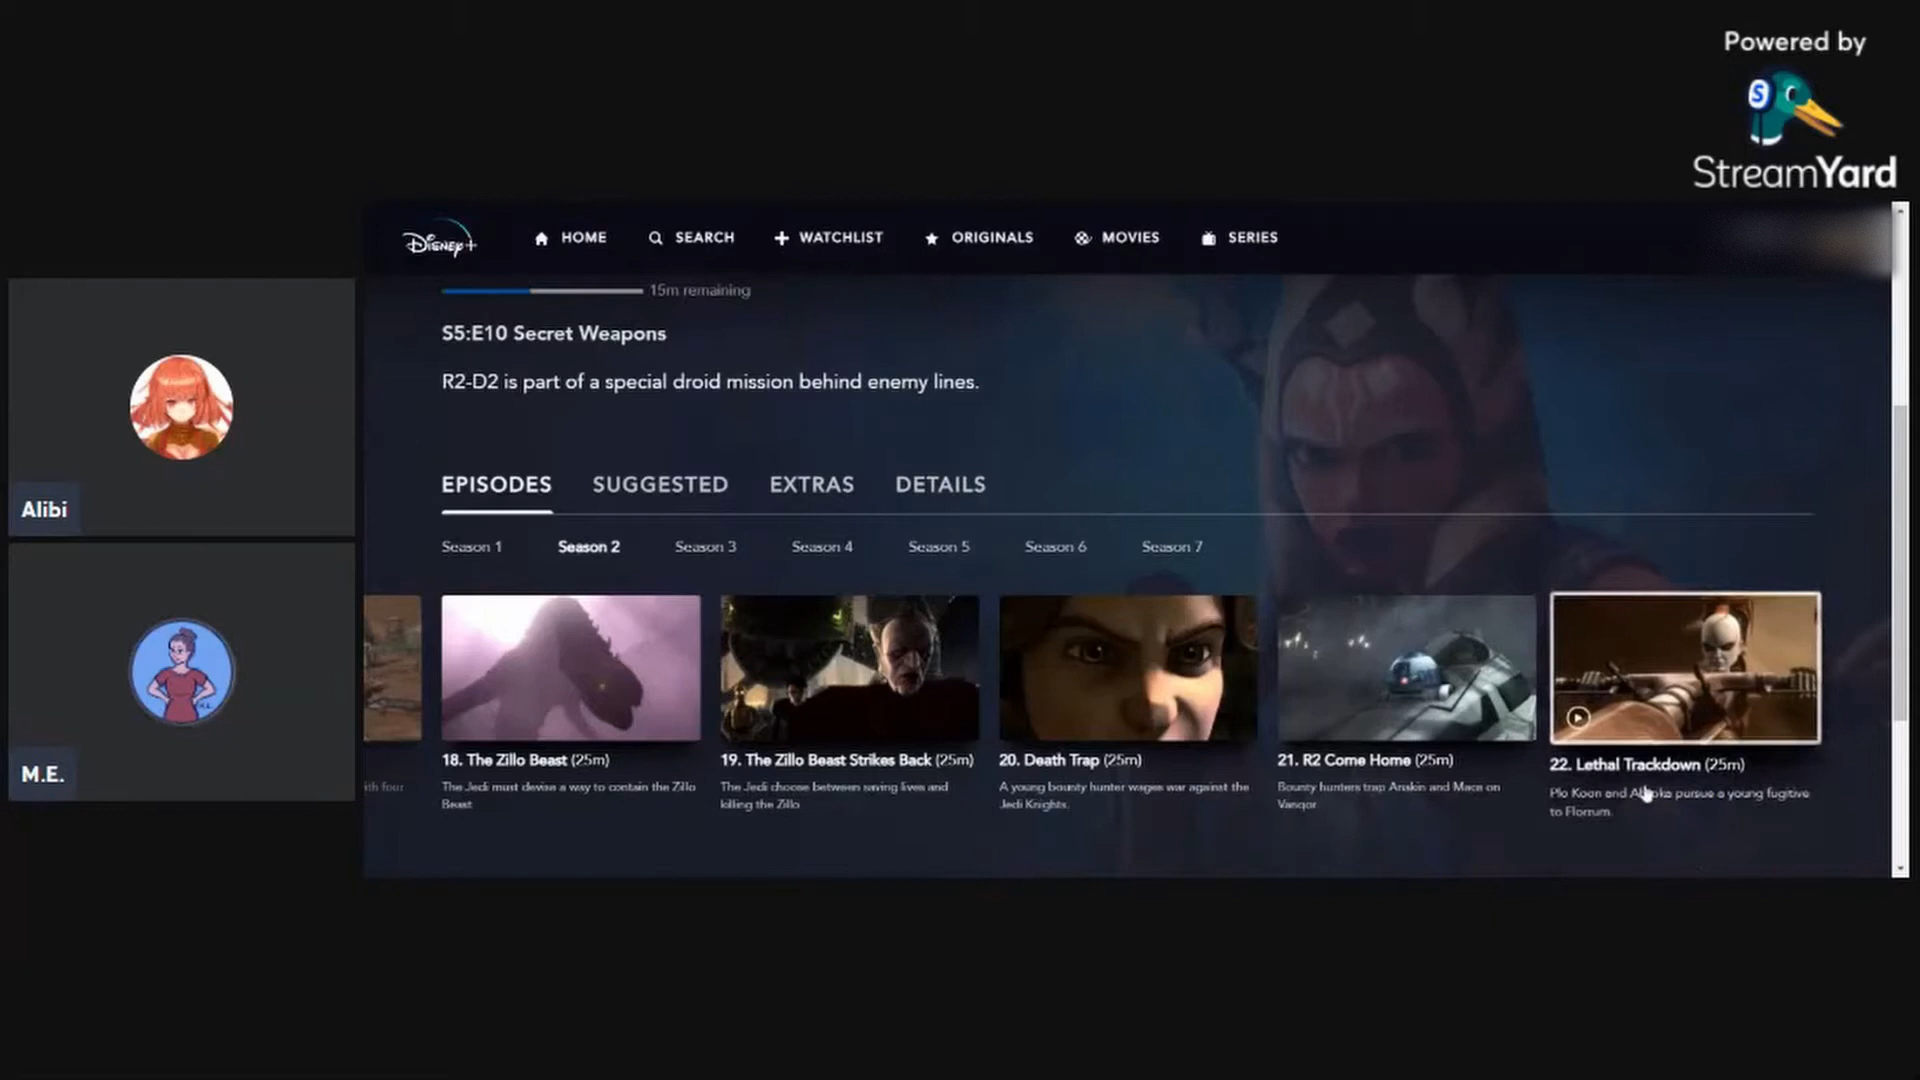 Powered by
StreamYard
Disney+
HOME
SEARCH
WATCHLIST
ORIGINALS
MOVIES
SERIES
15m remaining
S5:E10 Secret Weapons
R2-D2 is part of a special droid mission behind enemy lines.
EPISODES
SUGGESTED
EXTRAS
DETAILS
Season 1
Season 2
Season 3
Season 4
Season 5
Season 6
Season 7
Alibi
M.E.
ith four
18. The Zillo Beast (25m)
The Jedi must devise a way to contain the Zillo
Beast
19. The Zillo Beast Strikes Back (25m)
The Jedi choose between saving lives and
killing the Zillo
20. Death Trap (25m)
A young bounty hunter wages war against the
Jedi Knights.
21. R2 Come Home (25m)
Bounty hunters trap Anakin and Mace on
Vanqor
22. Lethal Trackdown (25m)
Plo Koon and pursue a young fugitive
to Florrum.